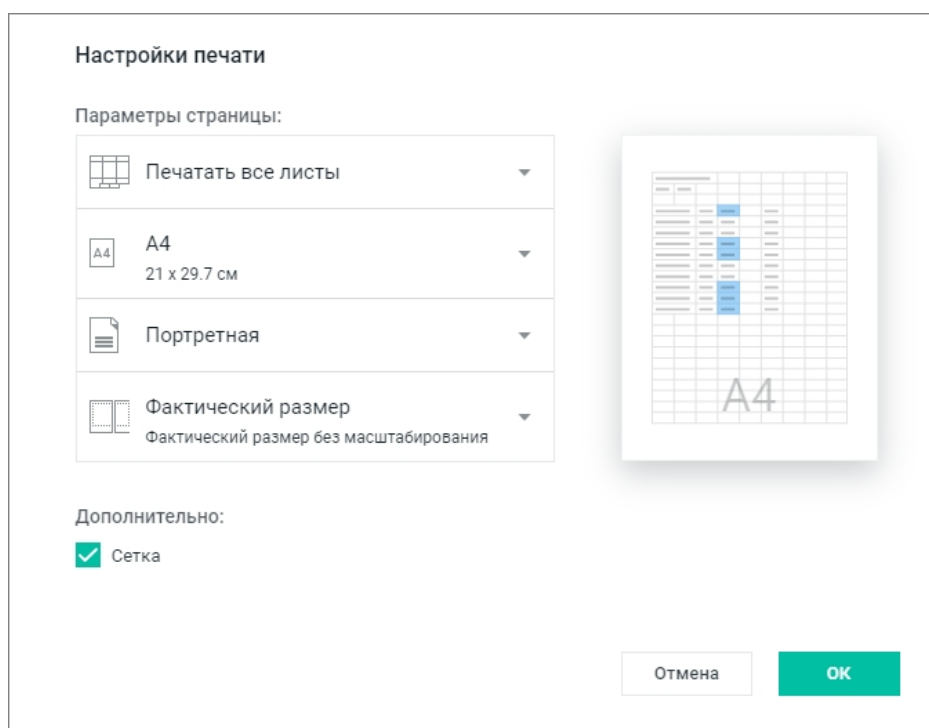 Настройки печати
Параметры страницы:
Печатать все листы
A4
A4
21 x 29.7 см
Портретная
Фактический размер
Фактический размер без масштабирования
A4
Дополнительно:
Сетка
Отмена
ОК